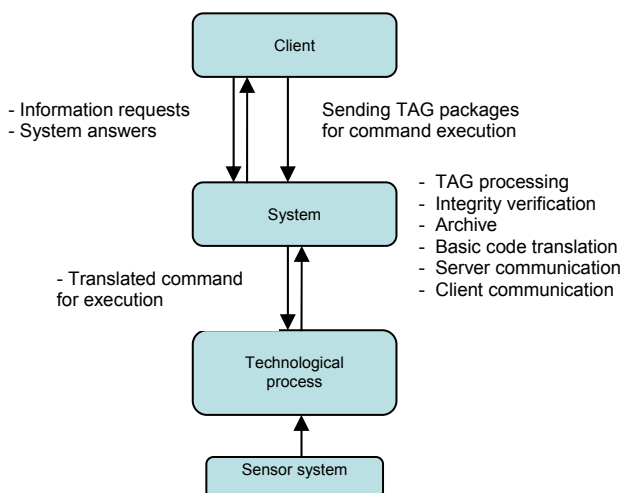 Client
- Information requests
- System answers
Sending TAG packages
for command execution
System
- TAG processing
- Integrity verification
- Archive
- Basic code translation
- Server communication
- Client communication
- Translated command
for execution
Technological
process
Sensor system